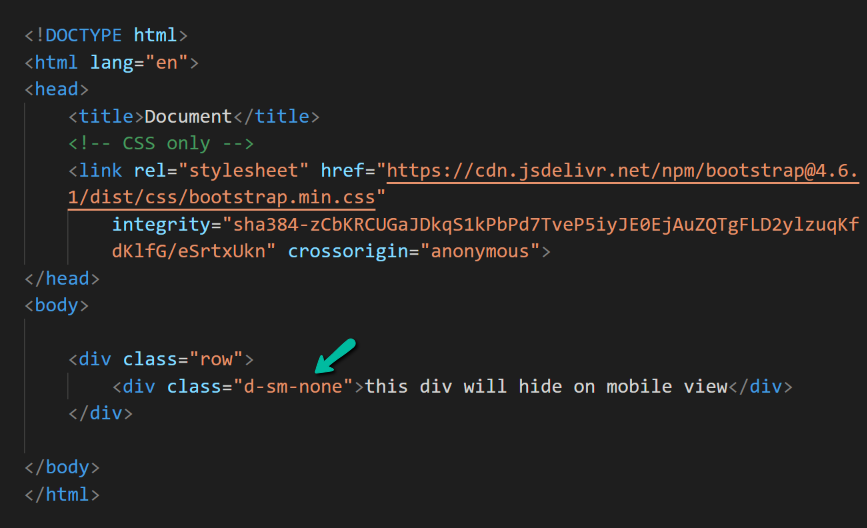 <!DOCTYPE html>
<html lang="en">
<head>
<title>Document</title>
<!-- CSS only -->
<link rel="stylesheet" href="https://cdn.jsdelivr.net/npm/bootstrap@4.6.
1/dist/css/bootstrap.min.css"
integrity="sha384-zCbKRCUGaJDkqS1kPbPd7TveP5iyJE0EjAuZQTgFLD2ylzuqKf
dKlfG/eSrtxUkn" crossorigin="anonymous">
</head>
<body>
<div class="row">
<div class="d-sm-none">this div will hide on mobile view</div>
</div>
</body>
</html>